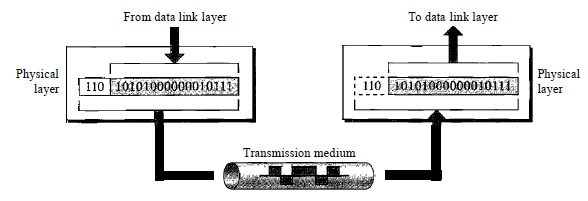 From data link layer
To data link layer
Physical
layer
110 10101000000010111
110 10101000000010111
Physical
layer
Transmission medium